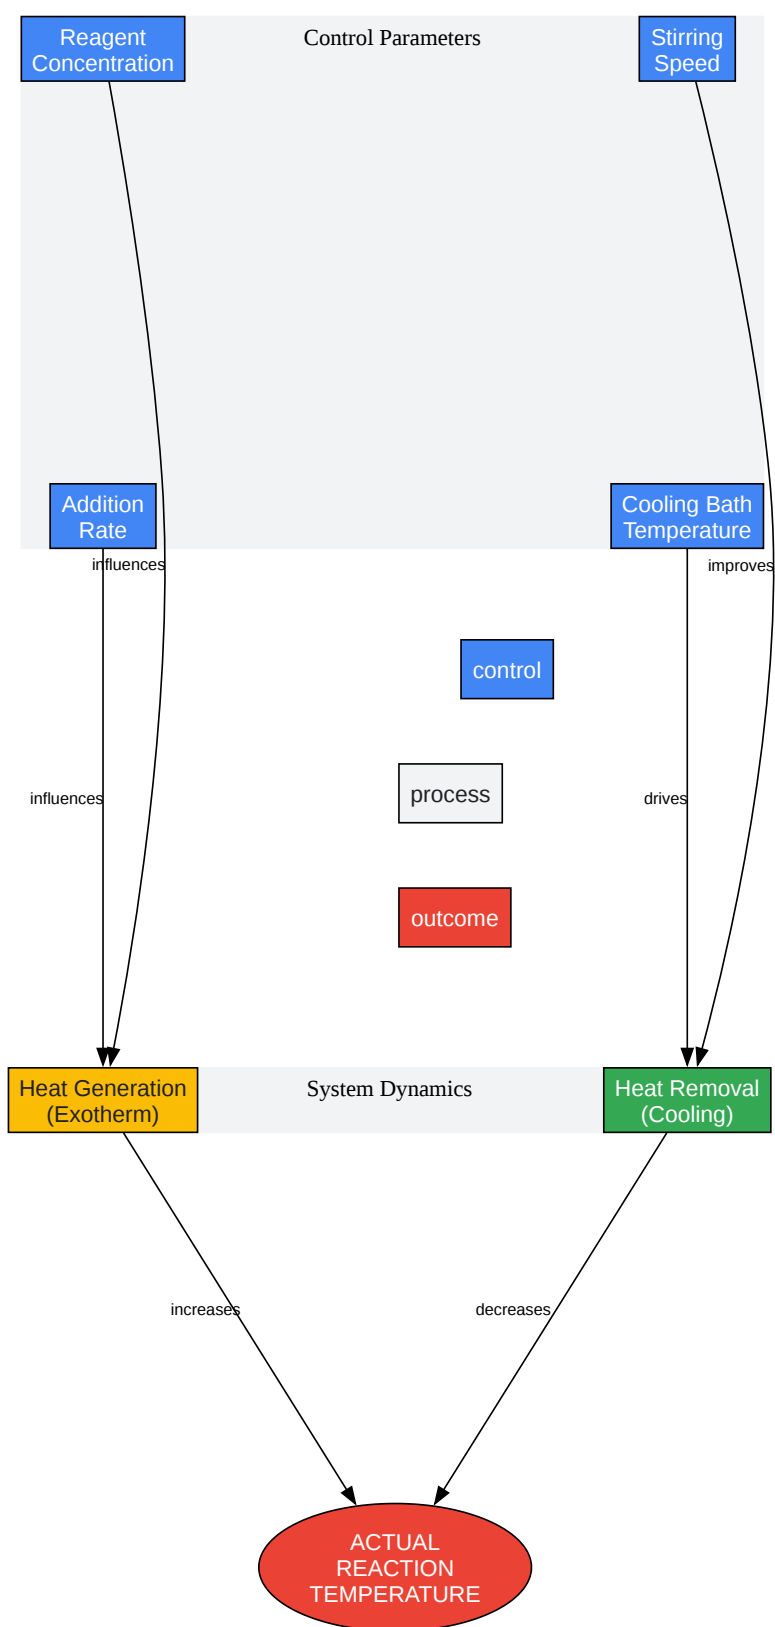 Reagent
Concentration
Control Parameters
Stirring
Speed
Addition
Rate
Cooling Bath
Temperature
influences
improves
control
influences
process
drives
outcome
Heat Generation
(Exotherm)
System Dynamics
Heat Removal
(Cooling)
increases
decreases
ACTUAL
REACTION
TEMPERATURE